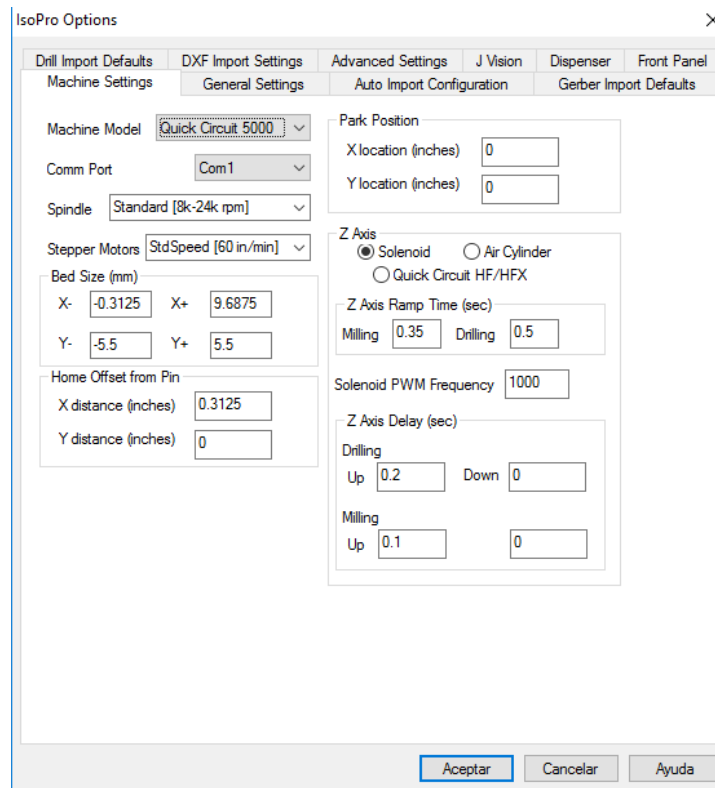 IsoPro Options
Drill Import Defaults DXF Import Settings Advanced Settings J Vision Dispenser Front Panel
Machine Settings General Settings Auto Import Configuration Gerber Import Defaults
Machine Model Quick Circuit 5000
Comm Port Com1
Spindle Standard [8k-24k rpm]
Stepper Motors StdSpeed [60 in/min]
Bed Size (mm)
X- -0.3125 X+ 9.6875
Y- -5.5 Y+ 5.5
Home Offset from Pin
X distance (inches) 0.3125
Y distance (inches) 0
Park Position
X location (inches) 0
Y location (inches) 0
Z Axis
Solenoid Air Cylinder
Quick Circuit HF/HFX
Z Axis Ramp Time (sec)
Milling 0.35 Drilling 0.5
Solenoid PWM Frequency 1000
Z Axis Delay (sec)
Drilling
Up 0.2 Down 0
Milling
Up 0.1 0
Aceptar Cancelar Ayuda